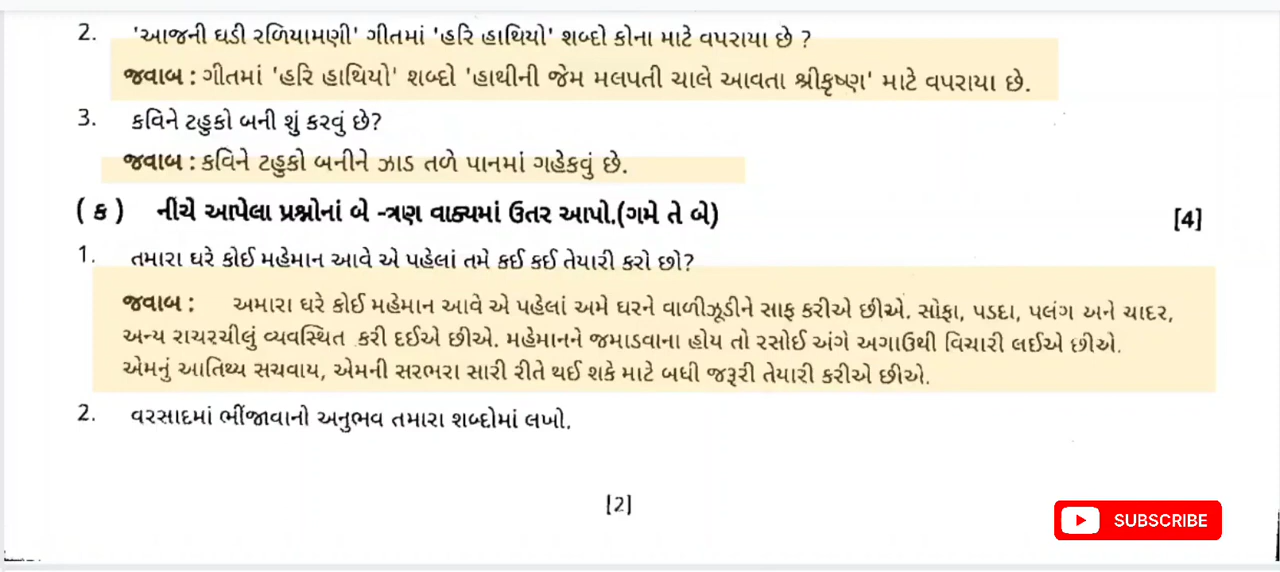 2. 'આજની ઘડી રળિયામણી' ગીતમાં 'હરિ હાથિયો' શબ્દો કોના માટે વપરાયા છે ?
જવાબ : ગીતમાં 'હરિ હાથિયો' શબ્દો 'હાથીની જેમ મલપતી ચાલે આવતા શ્રીકૃષ્ણ' માટે વપરાયા છે.
3. કવિને ટહુકો બની શું કરવું છે?
જવાબ : કવિને ટહુકો બનીને ઝાડ તળે પાનમાં ગહેકવું છે.
( ક ) નીંચે આપેલા પ્રશ્નોનાં બે -ત્રણ વાક્યમાં ઉતર આપો.(ગમે તે બે) [4]
1. તમારા ઘરે કોઈ મહેમાન આવે એ પહેલાં તમે કઈ કઈ તેયારી કરો છો?
જવાબ : અમારા ઘરે કોઈ મહેમાન આવે એ પહેલાં અમે ઘરને વાળીઝૂડીને સાફ કરીએ છીએ. સોફા, પડદા, પલંગ અને ચાદર,
અન્ય રાચરચીલું વ્યવસ્થિત કરી દઈએ છીએ. મહેમાનને જમાડવાના હોય તો રસોઈ અંગે અગાઉથી વિચારી લઈએ છીએ.
એમનું આતિથ્ય સચવાય, એમની સરભરા સારી રીતે થઈ શકે માટે બધી જરૂરી તેયારી કરીએ છીએ.
2. વરસાદમાં ભીંજાવાનો અનુભવ તમારા શબ્દોમાં લખો.
[2]
SUBSCRIBE